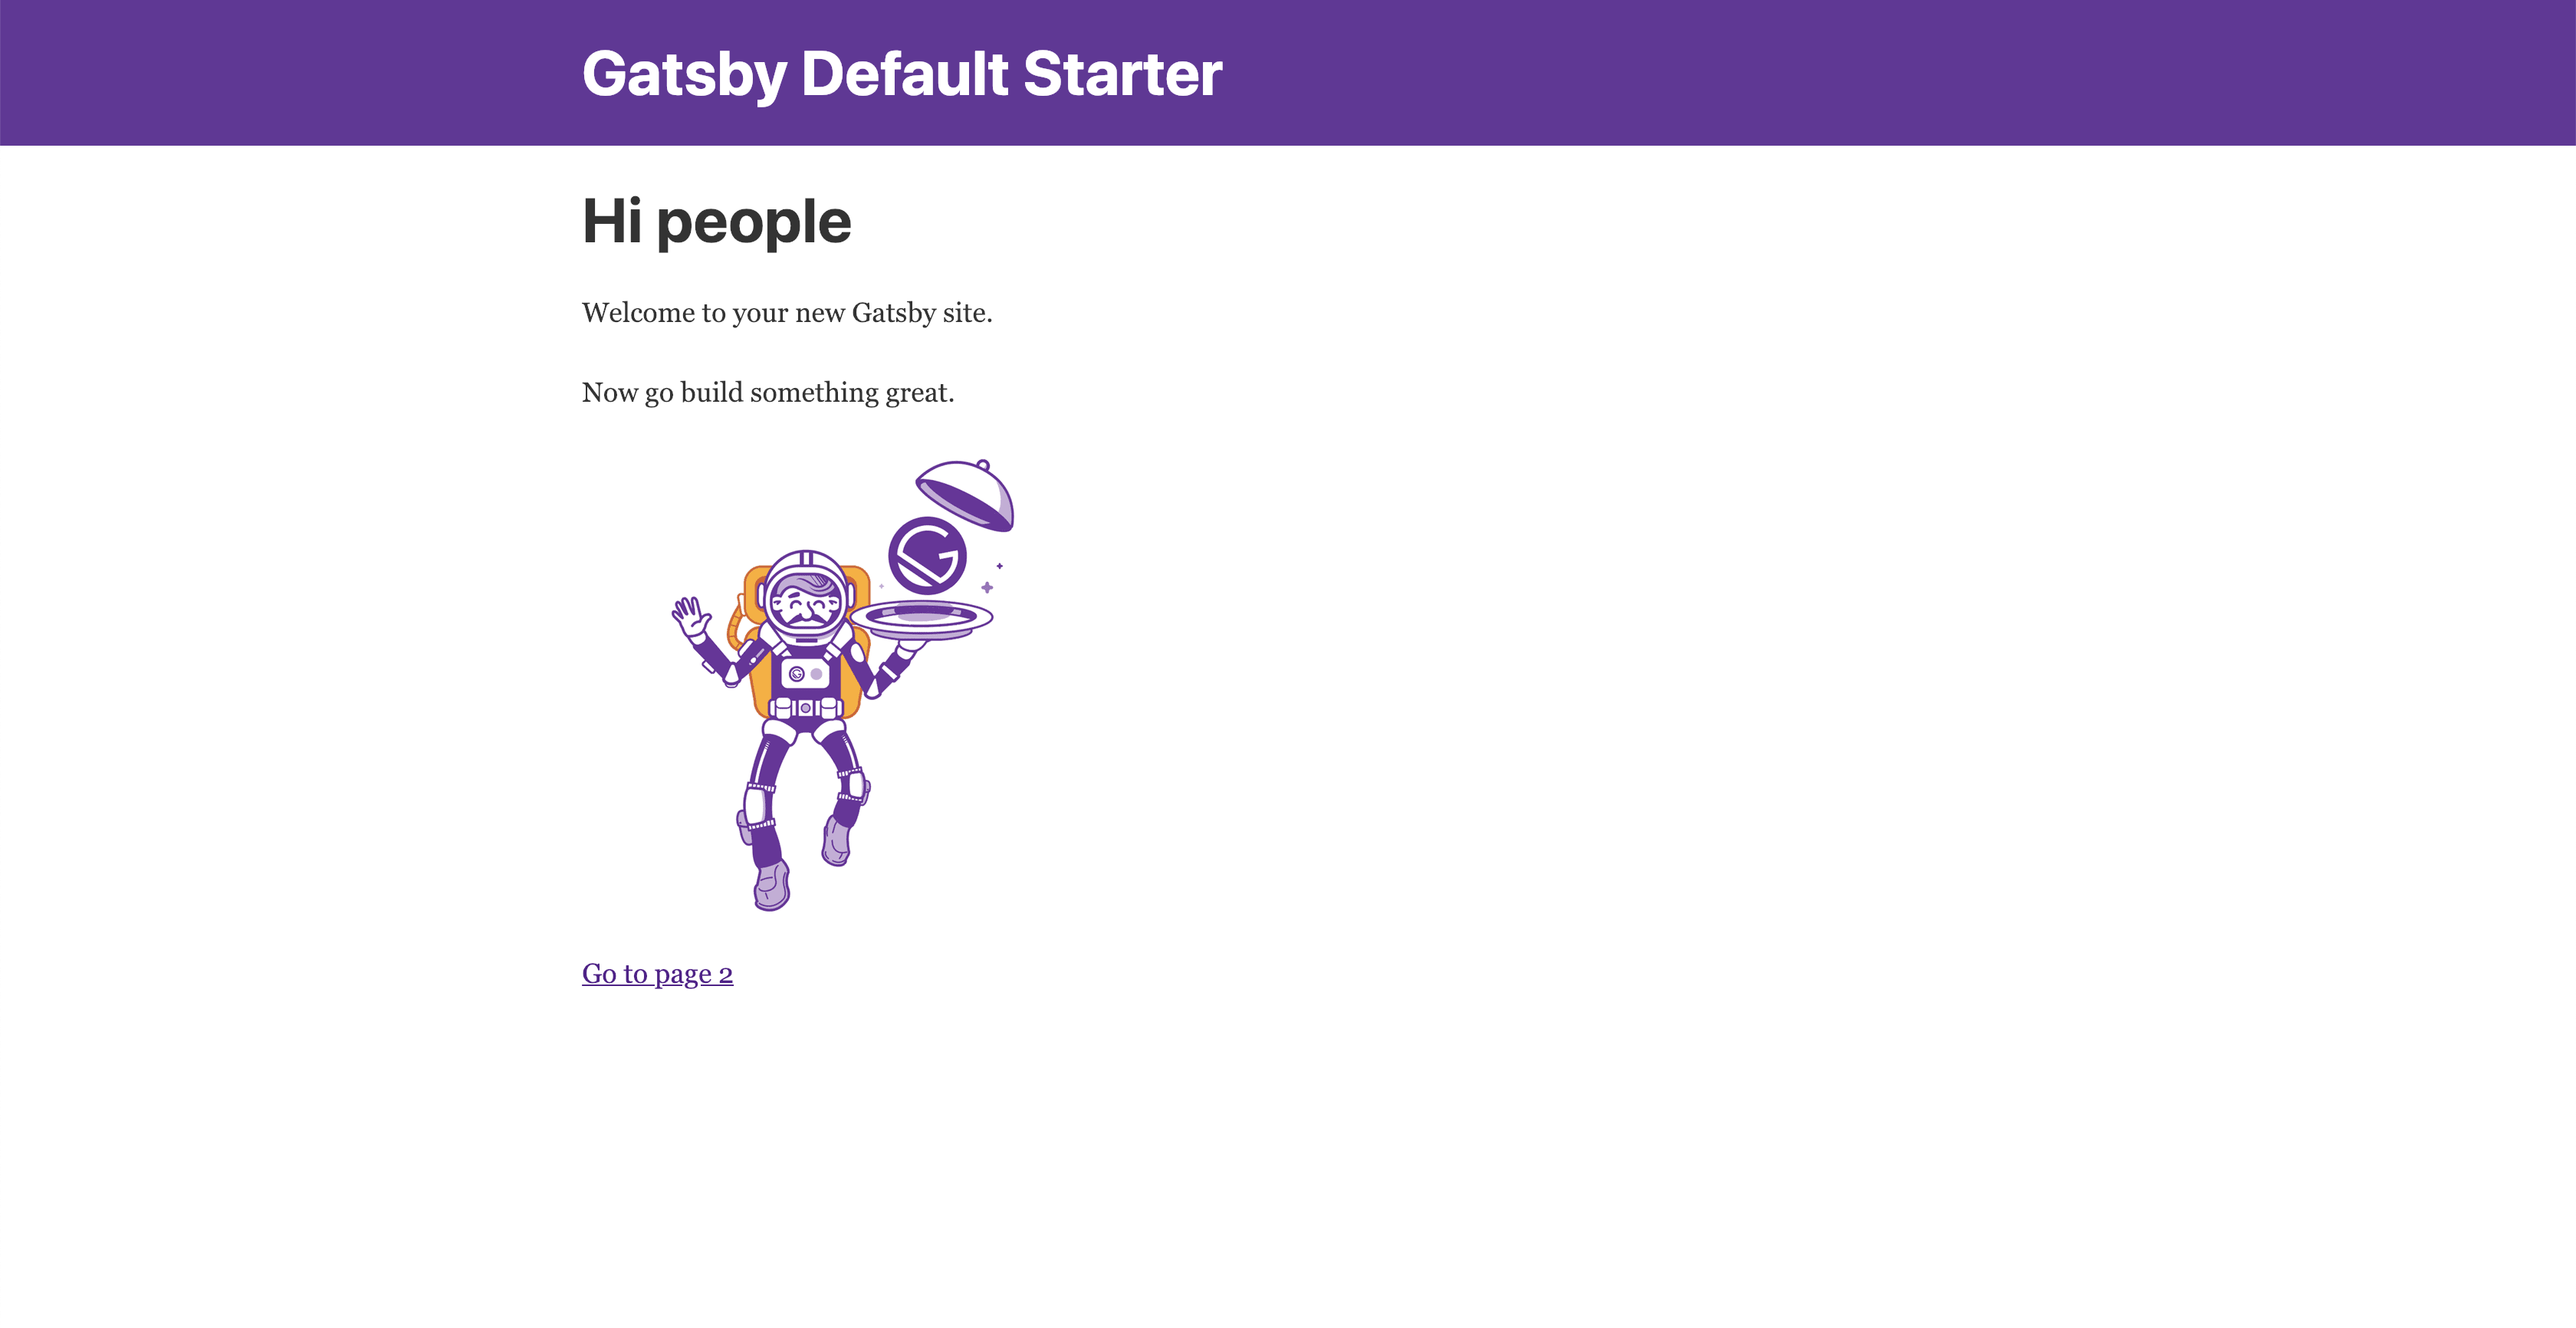 Gatsby Default Starter
Hi people
Welcome to your new Gatsby site.
Now go build something great.
Go to page 2